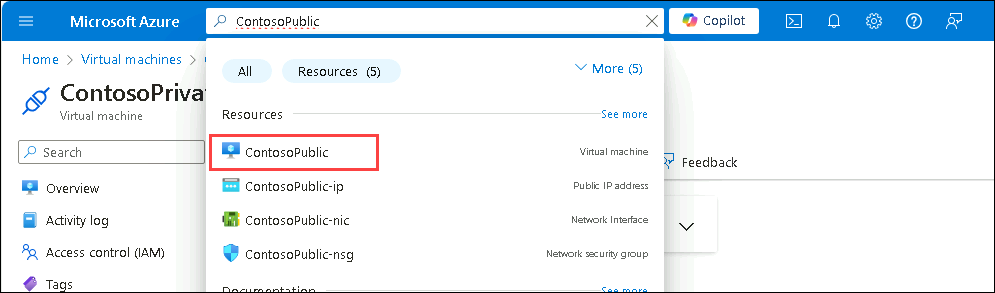 Microsoft Azure
ContosoPublic
Copilot
Home > Virtual machines >
ContosoPriva
Virtual machine
Search
Overview
Activity log
Access control (IAM)
Tags
All
Resources (5)
More (5)
Resources
See more
ContosoPublic
Virtual machine
ContosoPublic-ip
Public IP address
ContosoPublic-nic
Network Interface
ContosoPublic-nsg
Network security group
Documentation
See more
Feedback